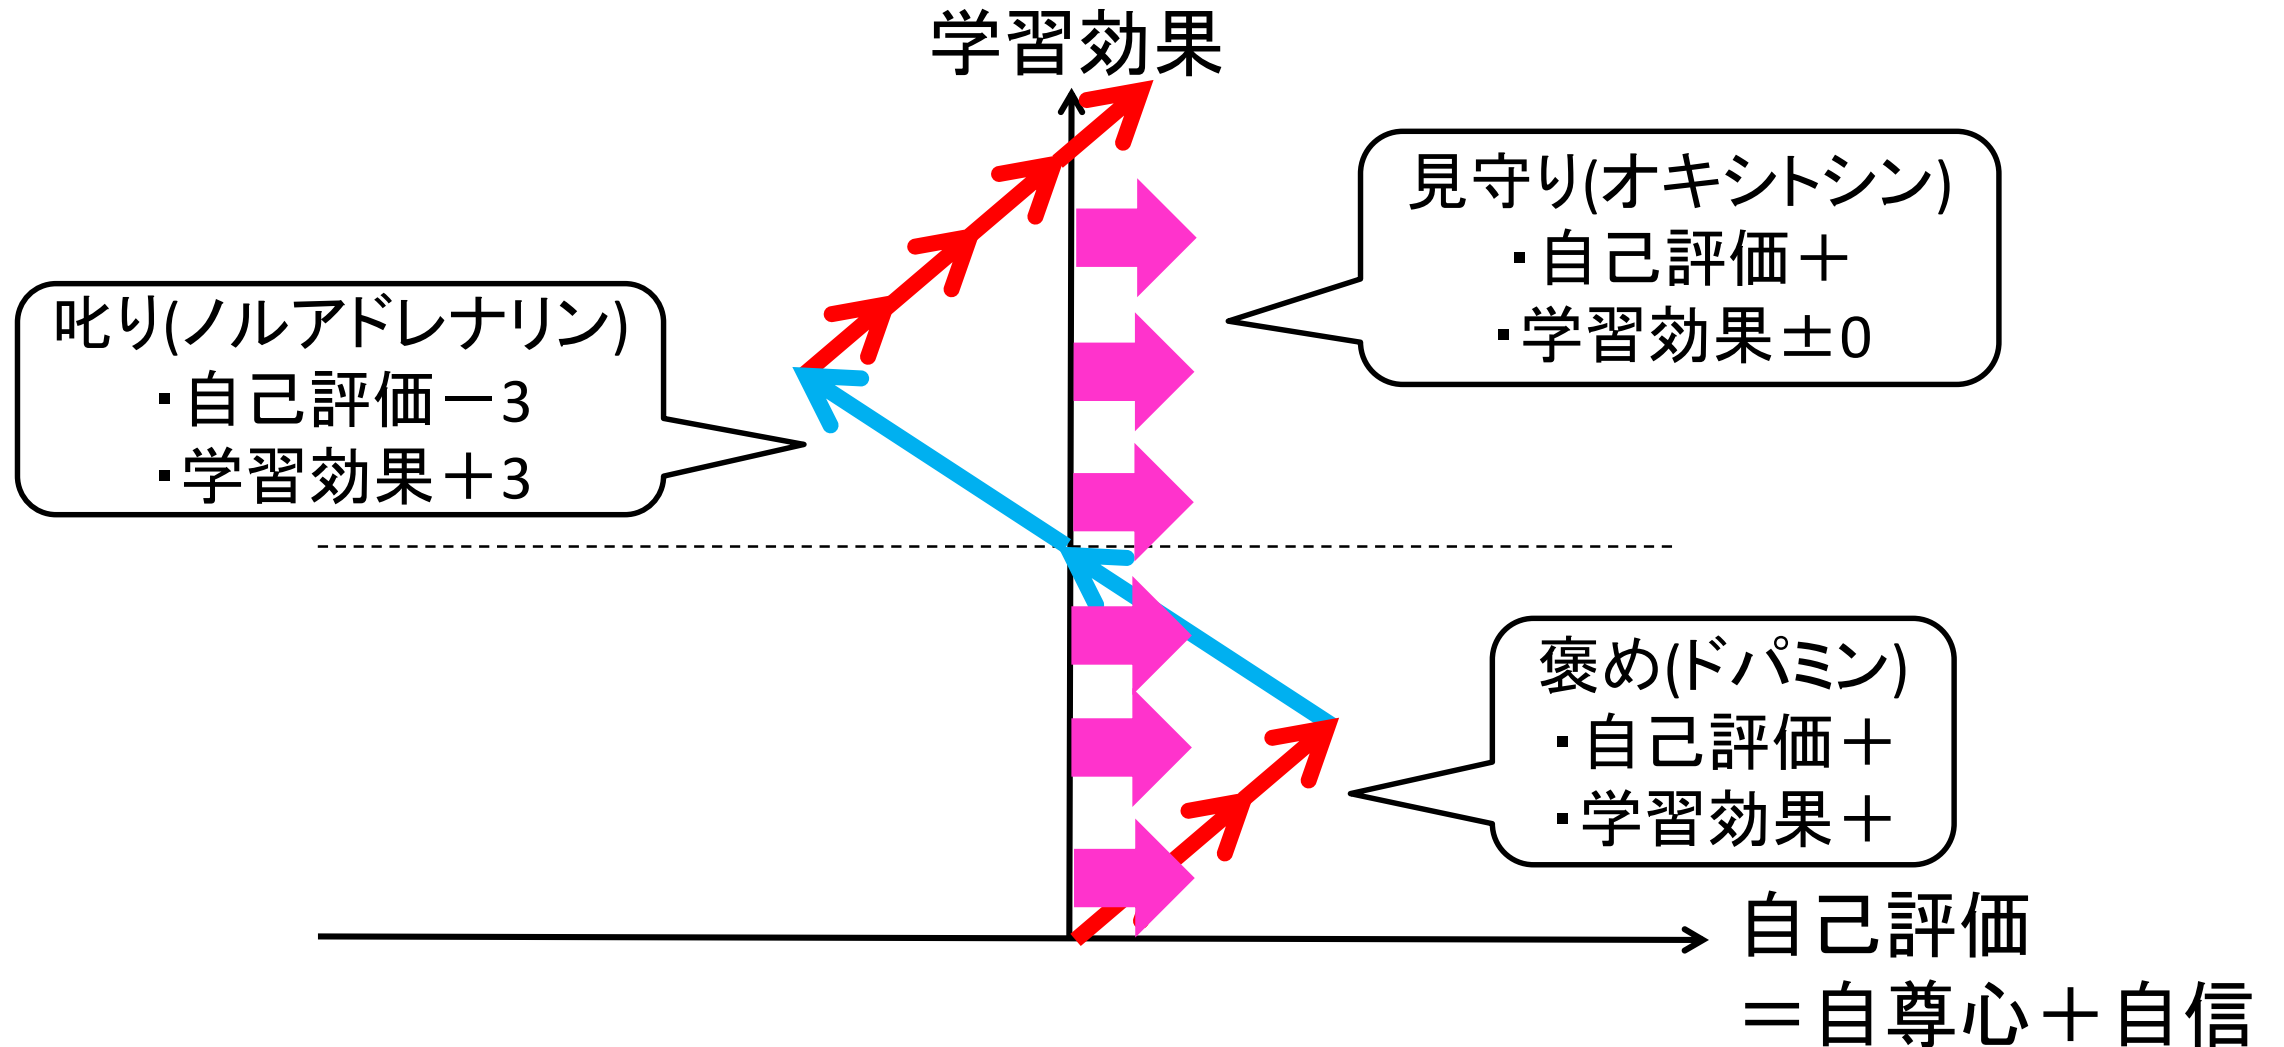 学習効果
見守り(オキシトシン)
・自己評価＋
・学習効果±0
叱り(ノルアドレナリン)
・自己評価－3
・学習効果＋3
褒め(ドパミン)
・自己評価＋
・学習効果＋
自己評価
＝自尊心＋自信